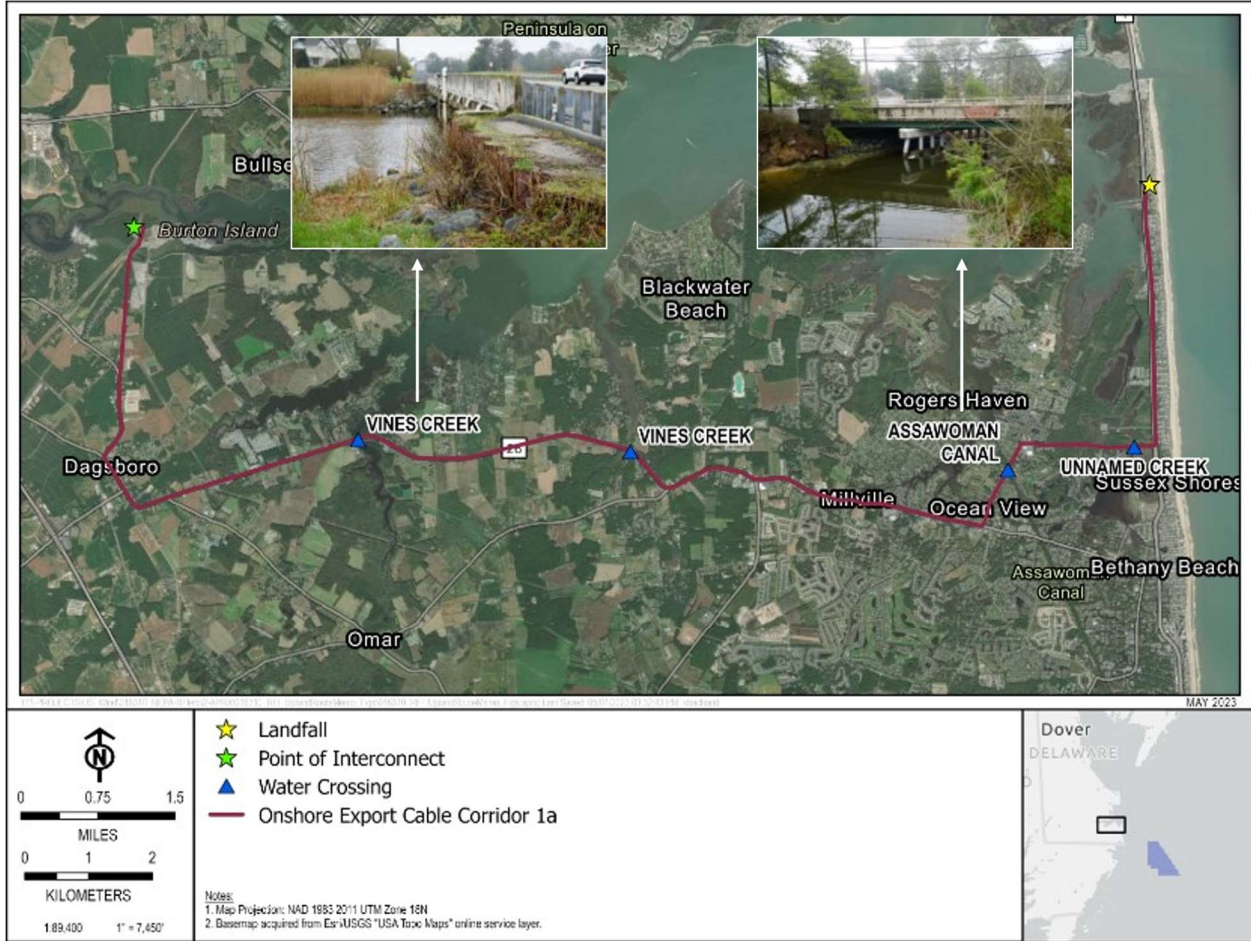 1
Peninsula on
er
Bullse
Burton Island
Blackwater
Beach
Rogers Haven
VINES CREEK
VINES CREEK
ASSAWOMAN
CANAL
26
UNNAMED CREEK
Dagsboro
Sussex Shores
Millville
Ocean View
Bethany Beach
Assawoman
Canal
Omar
MAY 2023
N
0 0.75 1.5
MILES
0 1 2
KILOMETERS
1:89,400 1" = 7,450'
Landfall
Point of Interconnect
Water Crossing
Onshore Export Cable Corridor 1a
Notes:
1. Map Projection: NAD 1983 2011 UTM Zone 18N
2. Basemap acquired from Esri/USGS "USA Topo Maps" online service layer.
Dover
DELAWARE